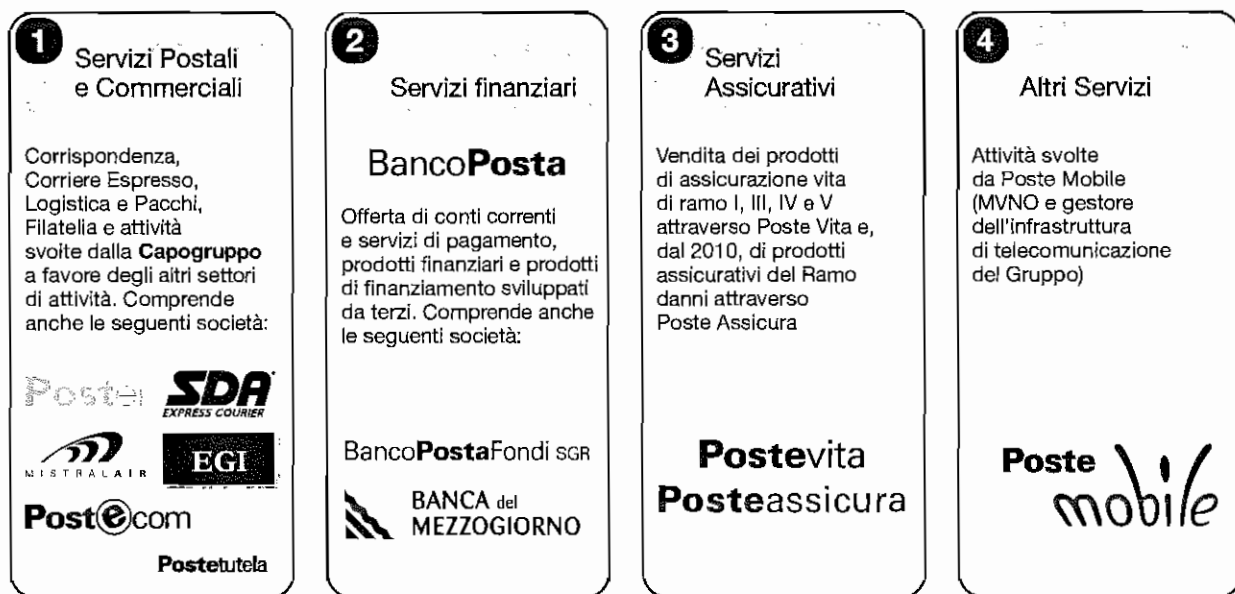 1
Servizi Postali
e Commerciali
Corrispondenza,
Corriere Espresso,
Logistica e Pacchi,
Filatelia e attività
svolte dalla Capogruppo
a favore degli altri settori
di attività. Comprende
anche le seguenti società:
Postel
SDA
EXPRESS COURIER
MISTRALAIR
EGI
Postecom
Postetutela
2
Servizi finanziari
BancoPosta
Offerta di conti correnti
e servizi di pagamento,
prodotti finanziari e prodotti
di finanziamento sviluppati
da terzi. Comprende anche
le seguenti società:
BancoPostaFondi SGR
BANCA del
MEZZOGIORNO
3
Servizi
Assicurativi
Vendita dei prodotti
di assicurazione vita
di ramo I, III, IV e V
attraverso Poste Vita e,
dal 2010, di prodotti
assicurativi del Ramo
danni attraverso
Poste Assicura
Postevita
Posteassicura
4
Altri Servizi
Attività svolte
da Poste Mobile
(MVNO e gestore
dell'infrastruttura
di telecomunicazione
del Gruppo)
Poste
mobile